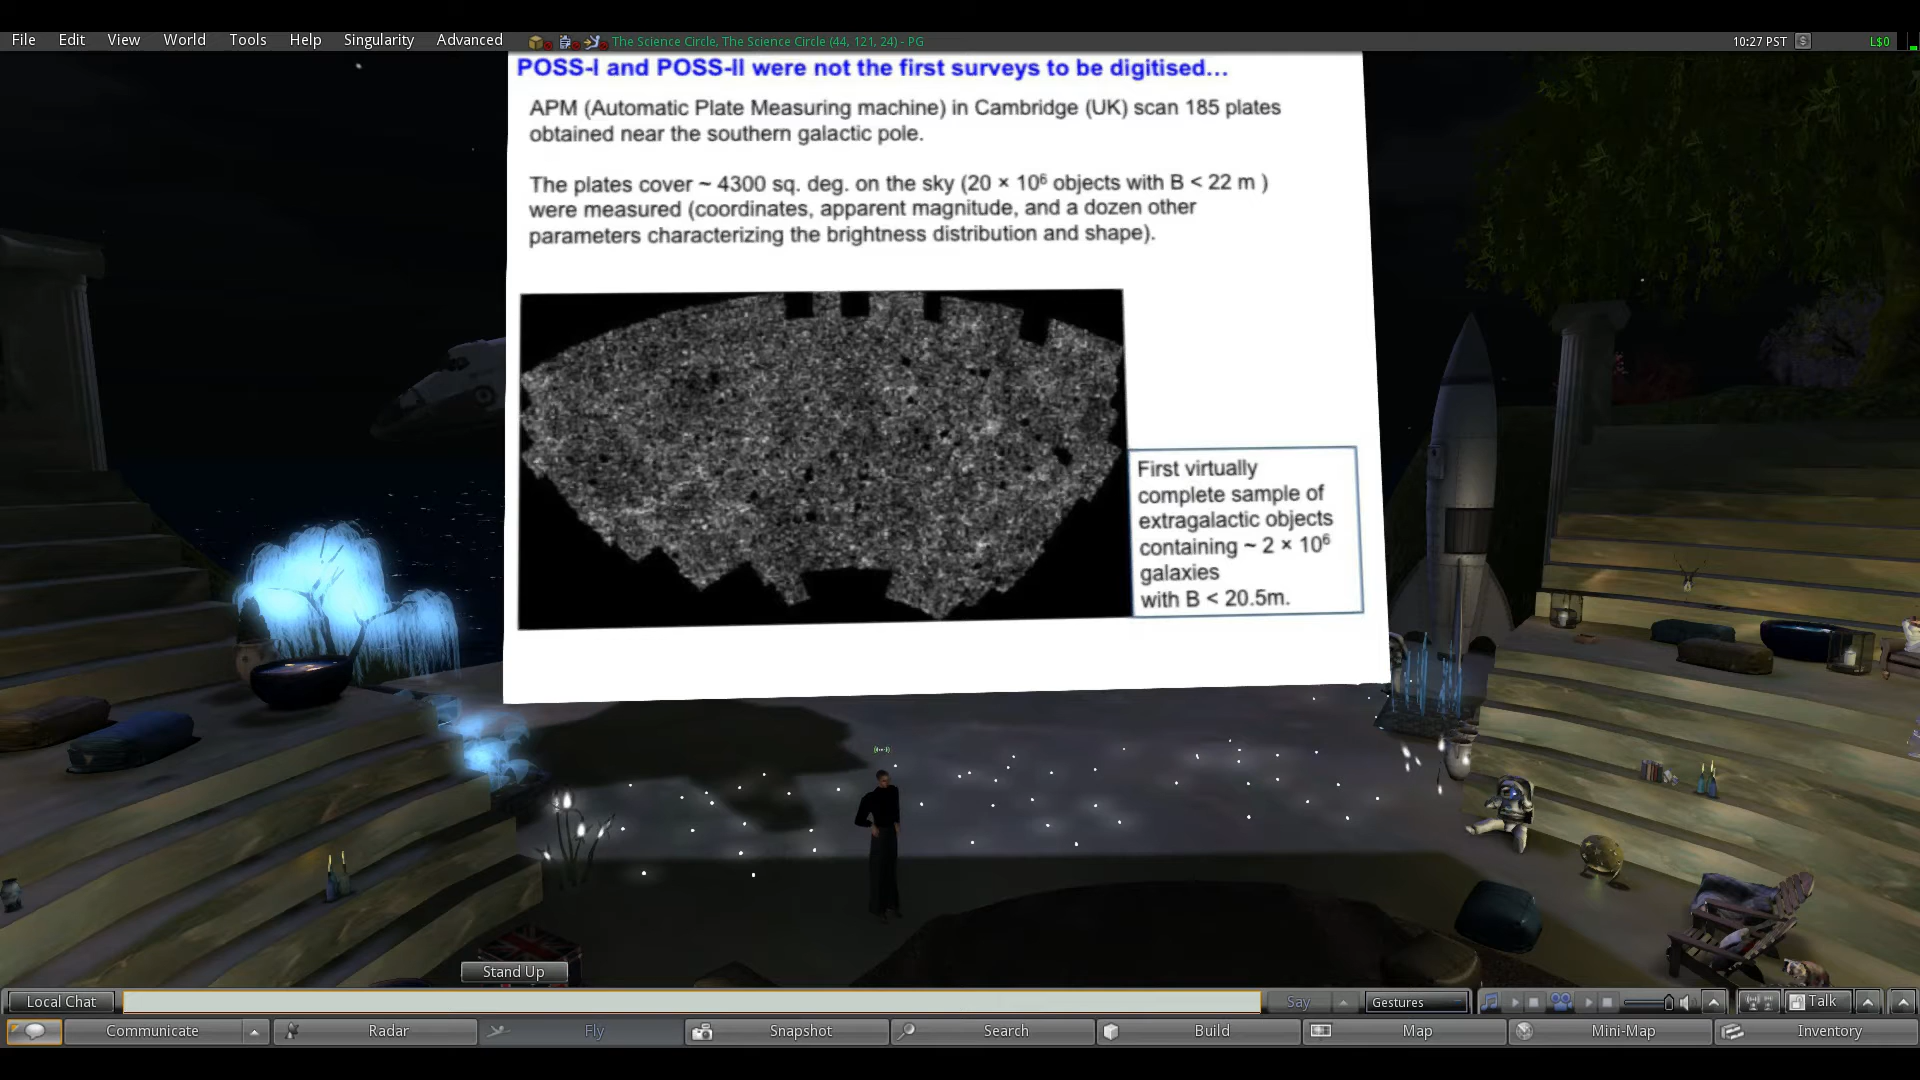 File Edit View World Tools Help Singularity Advanced The Science Circle, The Science Circle (44, 121, 24) - PG 10:27 PST L$0
POSS-I and POSS-II were not the first surveys to be digitised...
APM (Automatic Plate Measuring machine) in Cambridge (UK) scan 185 plates
obtained near the southern galactic pole.
The plates cover ~ 4300 sq. deg. on the sky (20 × 10⁶ objects with B < 22 m )
were measured (coordinates, apparent magnitude, and a dozen other
parameters characterizing the brightness distribution and shape).
First virtually
complete sample of
extragalactic objects
containing ~ 2 × 10⁶
galaxies
with B < 20.5m.
Stand Up
Local Chat Say Gestures Talk
Communicate Radar Fly Snapshot Search Build Map Mini-Map Inventory